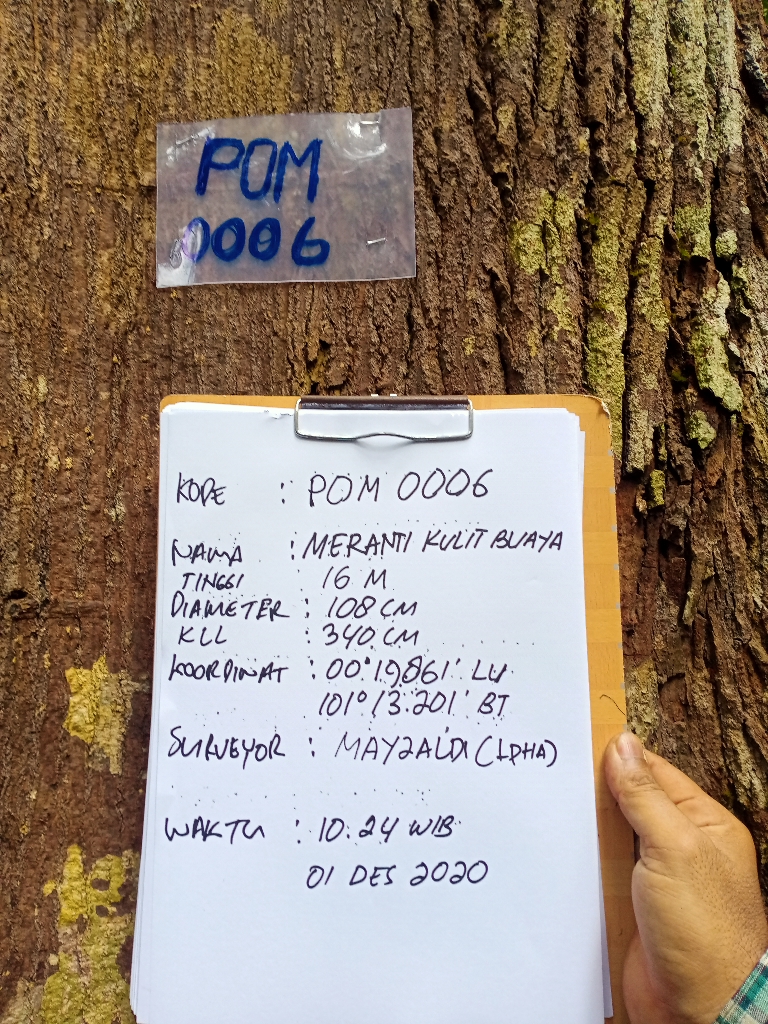 POM
0006
KODE : POM 0006
NAMA : MERANTI KULIT BUAYA
TINGGI 16 M
DIAMETER : 108 CM
KLL : 340 CM
KOORDINAT : 00°19.861' LU
101°13.201' BT
SURVEYOR : MAYZALDI (LPHA)
WAKTU : 10.24 WIB
01 DES 2020